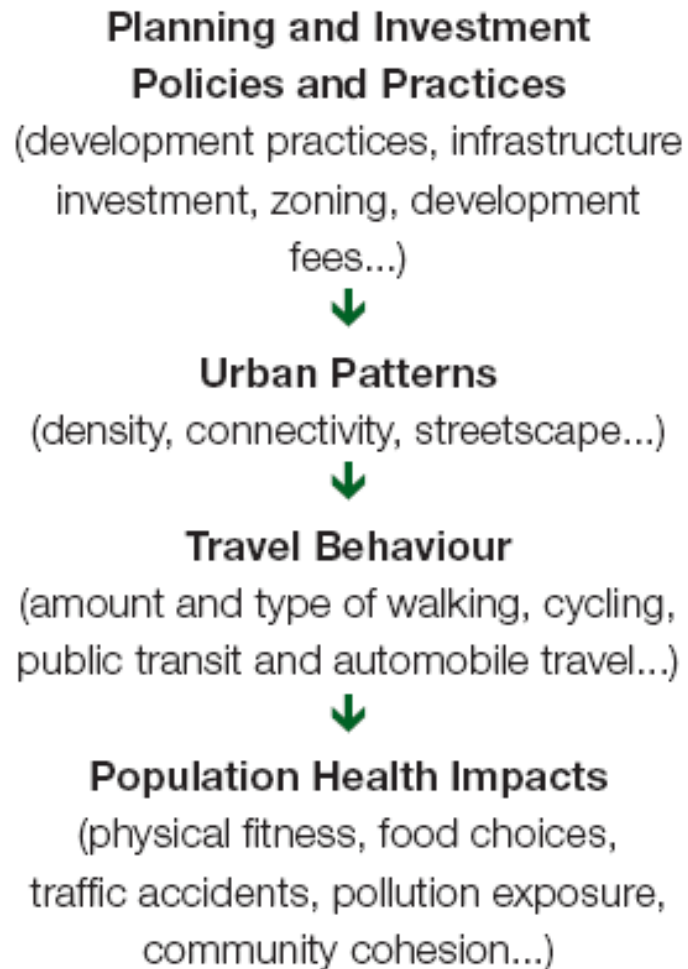 Planning and Investment
Policies and Practices
(development practices, infrastructure
investment, zoning, development
fees...)
Urban Patterns
(density, connectivity, streetscape...)
Travel Behaviour
(amount and type of walking, cycling,
public transit and automobile travel...)
Population Health Impacts
(physical fitness, food choices,
traffic accidents, pollution exposure,
community cohesion...)